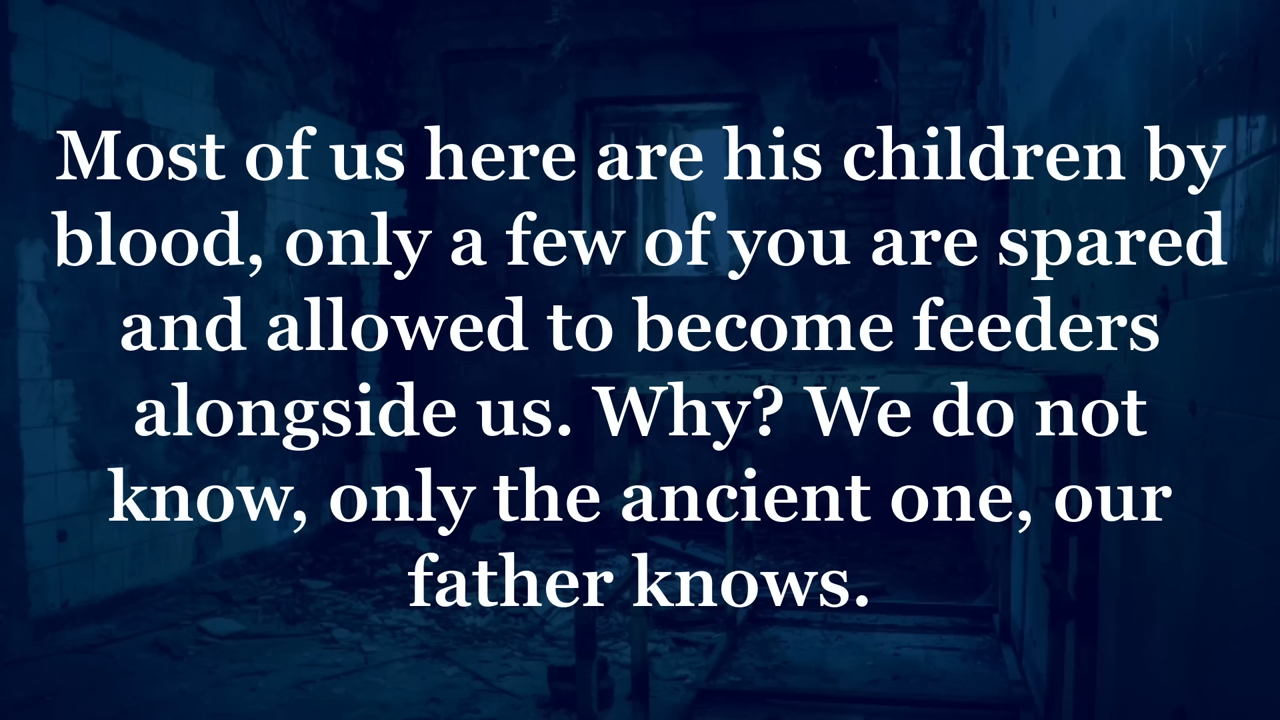 Most of us here are his children by
blood, only a few of you are spared
and allowed to become feeders
alongside us. Why? We do not
know, only the ancient one, our
father knows.